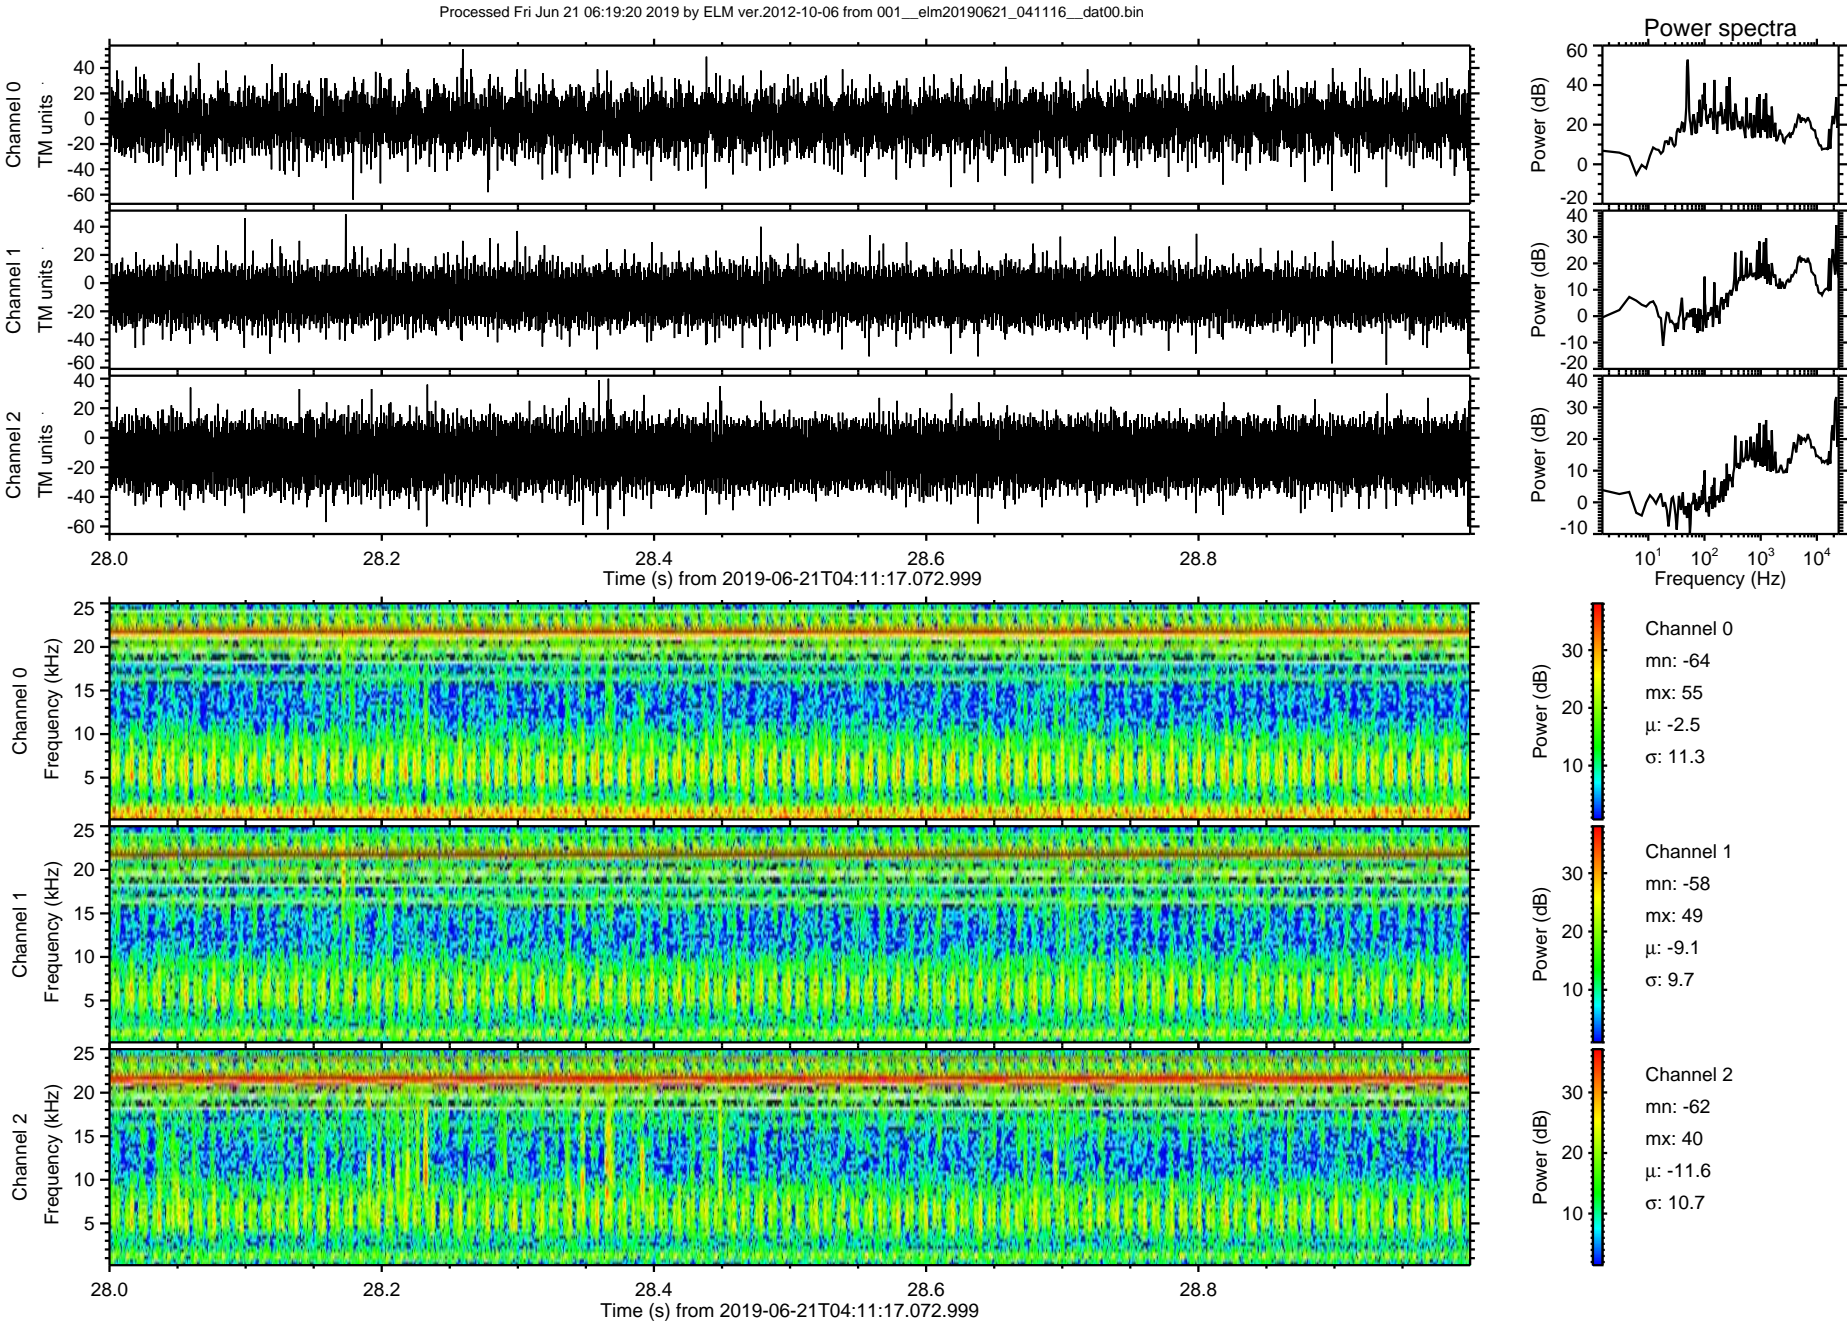 Processed Fri Jun 21 06:19:20 2019 by ELM ver.2012-10-06 from 001__elm20190621_041116__dat00.bin
Power spectra
Channel 0
TM units
40
20
0
-20
-40
-60
Power (dB)
60
40
20
0
-20
Channel 1
TM units
40
20
0
-20
-40
-60
Power (dB)
40
30
20
10
0
-10
-20
Channel 2
TM units
40
20
0
-20
-40
-60
Power (dB)
40
30
20
10
0
-10
28.0 28.2 28.4 28.6 28.8
Time (s) from 2019-06-21T04:11:17.072.999
10¹ 10² 10³ 10⁴
Frequency (Hz)
Channel 0
Frequency (kHz)
25
20
15
10
5
Power (dB)
30
20
10
Channel 0
mn: -64
mx: 55
μ: -2.5
σ: 11.3
Channel 1
Frequency (kHz)
25
20
15
10
5
Power (dB)
30
20
10
Channel 1
mn: -58
mx: 49
μ: -9.1
σ: 9.7
Channel 2
Frequency (kHz)
25
20
15
10
5
Power (dB)
30
20
10
Channel 2
mn: -62
mx: 40
μ: -11.6
σ: 10.7
28.0 28.2 28.4 28.6 28.8
Time (s) from 2019-06-21T04:11:17.072.999